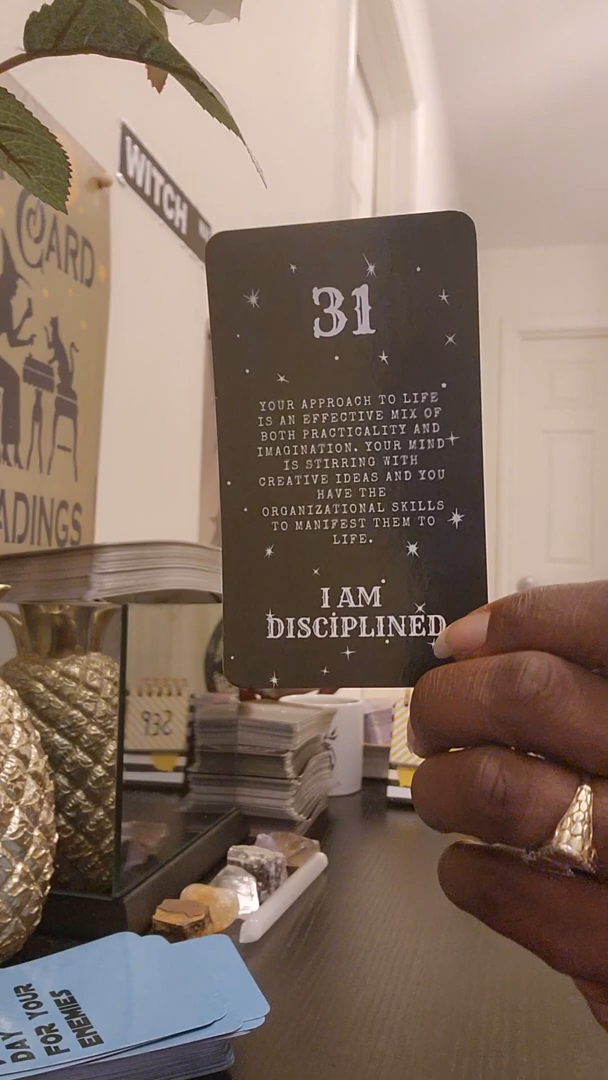 WITCH
CARD
READINGS
31
YOUR APPROACH TO LIFE
IS AN EFFECTIVE MIX OF
BOTH PRACTICALITY AND
IMAGINATION. YOUR MIND
IS STIRRING WITH
CREATIVE IDEAS AND YOU
HAVE THE
ORGANIZATIONAL SKILLS
TO MANIFEST THEM TO
LIFE.
I AM
DISCIPLINED
SEP
DAY
FOR YOUR
ENEMIES